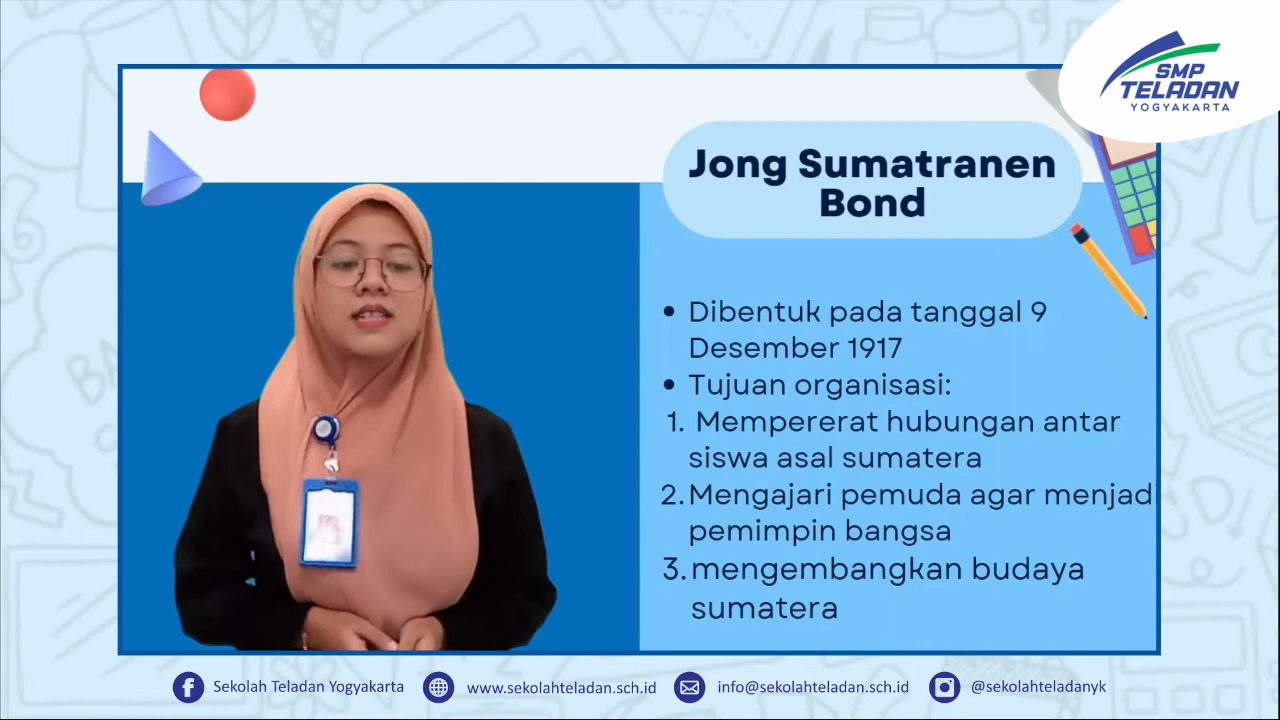 SMP
TELADAN
YOGYAKARTA
Jong Sumatranen
Bond
• Dibentuk pada tanggal 9
Desember 1917
• Tujuan organisasi:
1. Mempererat hubungan antar
siswa asal sumatera
2. Mengajari pemuda agar menjadi
pemimpin bangsa
3. mengembangkan budaya
sumatera
Sekolah Teladan Yogyakarta
www.sekolahteladan.sch.id
info@sekolahteladan.sch.id
@sekolahteladanyk